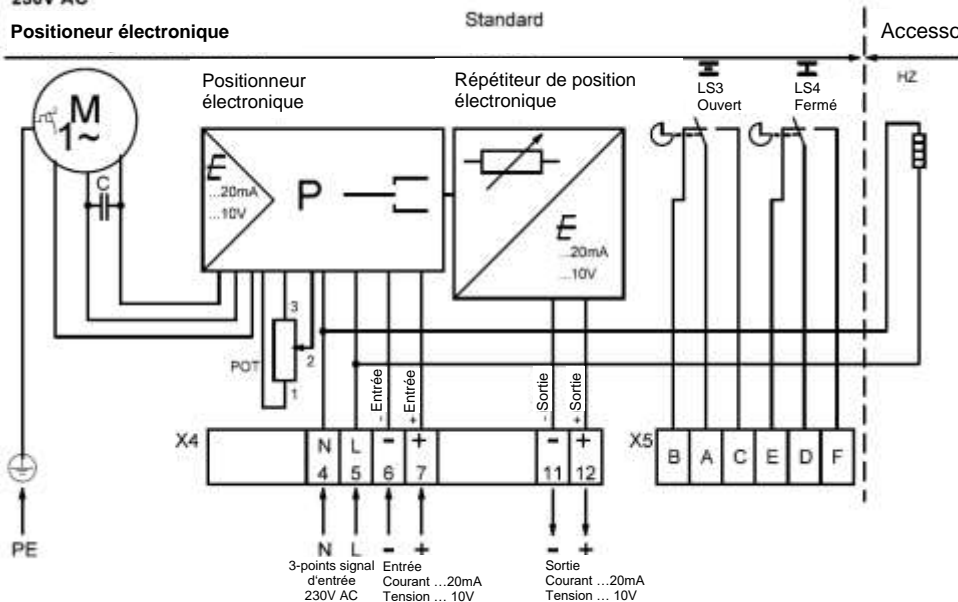 230V AC
Positioneur électronique
Standard
Accesso
Positionneur
électronique
Répétiteur de position
électronique
LS3
Ouvert
LS4
Fermé
HZ
M
1~
C
E
...20mA
...10V
P
E
...20mA
...10V
POT
3
2
1
- Entrée
+ Entrée
- Sortie
+ Sortie
X4
N
L
-
+
-
+
4
5
6
7
11
12
X5
B
A
C
E
D
F
PE
N
L
-
+
-
+
3-points signal
d'entrée
230V AC
Entrée
Courant …20mA
Tension … 10V
Sortie
Courant …20mA
Tension … 10V